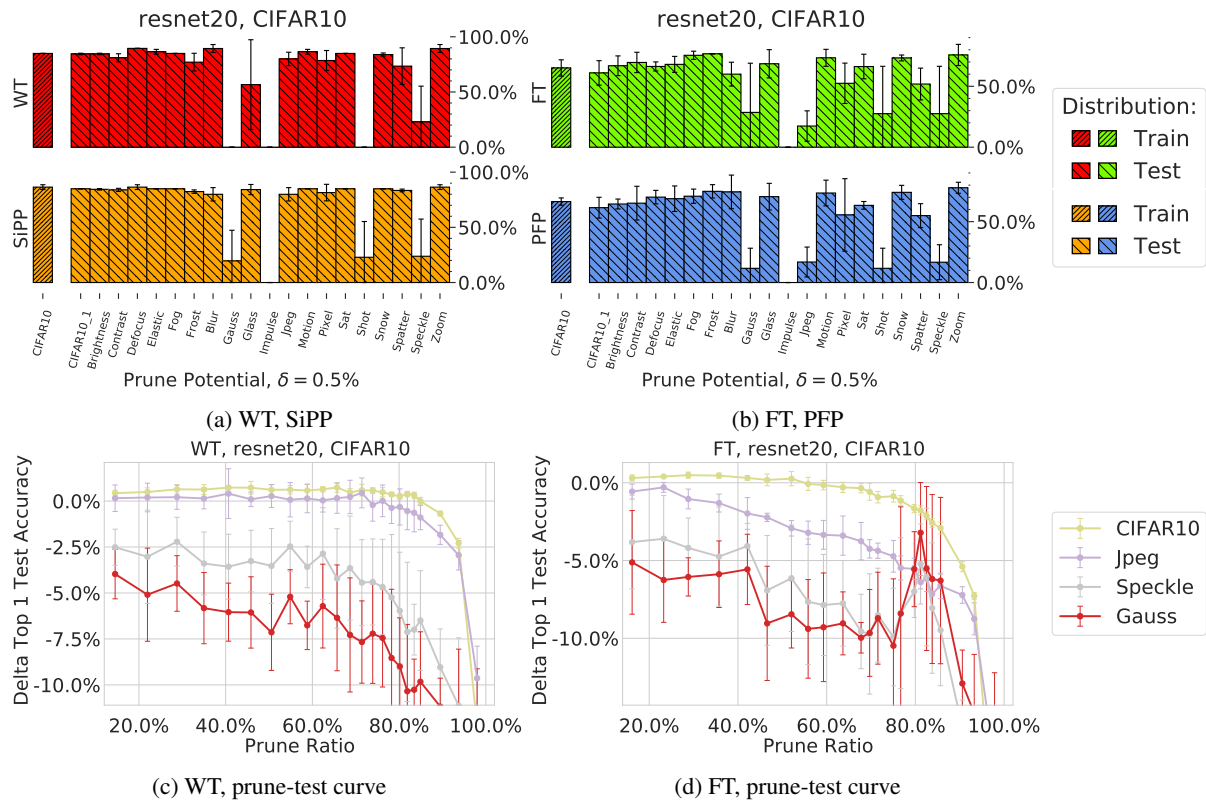 resnet20, CIFAR10
WT
100.0%
50.0%
0.0%
SiPP
100.0%
50.0%
0.0%
CIFAR10
CIFAR10_1
Brightness
Contrast
Defocus
Elastic
Fog
Frost
Blur
Gauss
Glass
Impulse
Jpeg
Motion
Pixel
Sat
Shot
Snow
Spatter
Speckle
Zoom
Prune Potential, δ = 0.5%
(a) WT, SiPP
resnet20, CIFAR10
FT
50.0%
0.0%
PFP
50.0%
0.0%
CIFAR10
CIFAR10_1
Brightness
Contrast
Defocus
Elastic
Fog
Frost
Blur
Gauss
Glass
Impulse
Jpeg
Motion
Pixel
Sat
Shot
Snow
Spatter
Speckle
Zoom
Prune Potential, δ = 0.5%
(b) FT, PFP
Distribution:
Train
Test
Train
Test
WT, resnet20, CIFAR10
Delta Top 1 Test Accuracy
0.0%
-2.5%
-5.0%
-7.5%
-10.0%
20.0% 40.0% 60.0% 80.0% 100.0%
Prune Ratio
(c) WT, prune-test curve
FT, resnet20, CIFAR10
Delta Top 1 Test Accuracy
0.0%
-5.0%
-10.0%
20.0% 40.0% 60.0% 80.0% 100.0%
Prune Ratio
(d) FT, prune-test curve
CIFAR10
Jpeg
Speckle
Gauss